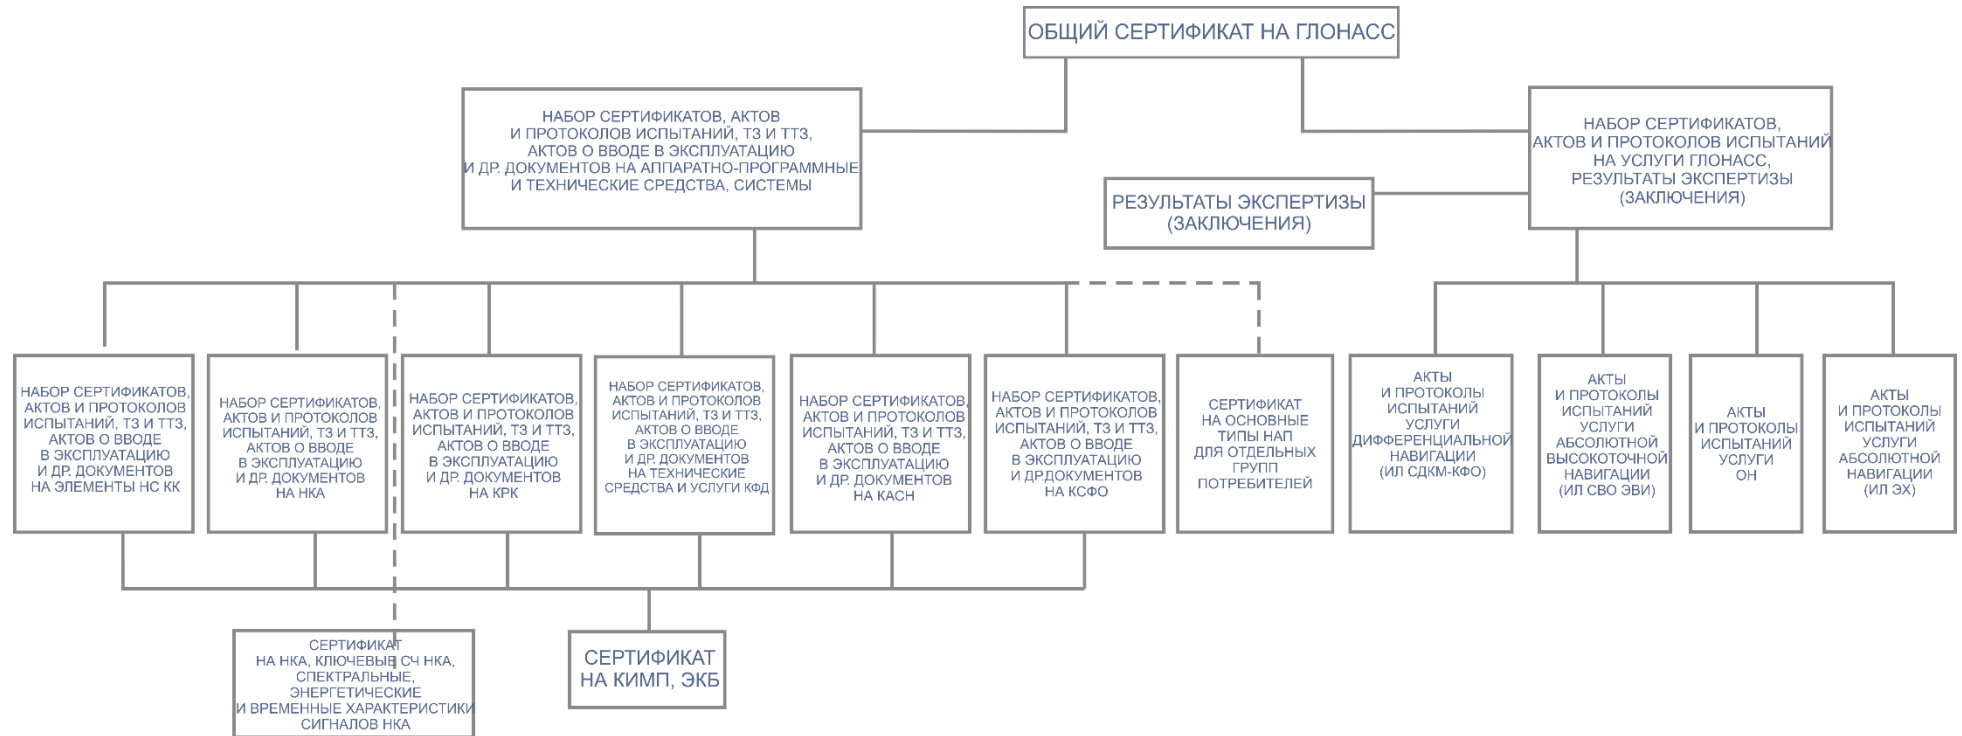 ОБЩИЙ СЕРТИФИКАТ НА ГЛОНАСС
НАБОР СЕРТИФИКАТОВ, АКТОВ
И ПРОТОКОЛОВ ИСПЫТАНИЙ, ТЗ И ТТЗ,
АКТОВ О ВВОДЕ В ЭКСПЛУАТАЦИЮ
И ДР. ДОКУМЕНТОВ НА АППАРАТНО-ПРОГРАММНЫЕ
И ТЕХНИЧЕСКИЕ СРЕДСТВА, СИСТЕМЫ
НАБОР СЕРТИФИКАТОВ,
АКТОВ И ПРОТОКОЛОВ ИСПЫТАНИЙ
НА УСЛУГИ ГЛОНАСС,
РЕЗУЛЬТАТЫ ЭКСПЕРТИЗЫ
(ЗАКЛЮЧЕНИЯ)
РЕЗУЛЬТАТЫ ЭКСПЕРТИЗЫ
(ЗАКЛЮЧЕНИЯ)
НАБОР СЕРТИФИКАТОВ,
АКТОВ И ПРОТОКОЛОВ
ИСПЫТАНИЙ, ТЗ И ТТЗ,
АКТОВ О ВВОДЕ
В ЭКСПЛУАТАЦИЮ
И ДР. ДОКУМЕНТОВ
НА ЭЛЕМЕНТЫ НС КК
НАБОР СЕРТИФИКАТОВ,
АКТОВ И ПРОТОКОЛОВ
ИСПЫТАНИЙ, ТЗ И ТТЗ,
АКТОВ О ВВОДЕ
В ЭКСПЛУАТАЦИЮ
И ДР. ДОКУМЕНТОВ
НА НКА
НАБОР СЕРТИФИКАТОВ,
АКТОВ И ПРОТОКОЛОВ
ИСПЫТАНИЙ, ТЗ И ТТЗ,
АКТОВ О ВВОДЕ
В ЭКСПЛУАТАЦИЮ
И ДР. ДОКУМЕНТОВ
НА КРК
НАБОР СЕРТИФИКАТОВ,
АКТОВ И ПРОТОКОЛОВ
ИСПЫТАНИЙ, ТЗ И ТТЗ,
АКТОВ О ВВОДЕ
В ЭКСПЛУАТАЦИЮ
И ДР. ДОКУМЕНТОВ
НА ТЕХНИЧЕСКИЕ
СРЕДСТВА И УСЛУГИ КФД
НАБОР СЕРТИФИКАТОВ,
АКТОВ И ПРОТОКОЛОВ
ИСПЫТАНИЙ, ТЗ И ТТЗ,
АКТОВ О ВВОДЕ
В ЭКСПЛУАТАЦИЮ
И ДР. ДОКУМЕНТОВ
НА КАСН
НАБОР СЕРТИФИКАТОВ,
АКТОВ И ПРОТОКОЛОВ
ИСПЫТАНИЙ, ТЗ И ТТЗ,
АКТОВ О ВВОДЕ
В ЭКСПЛУАТАЦИЮ
И ДР.ДОКУМЕНТОВ
НА КСФО
СЕРТИФИКАТ
НА ОСНОВНЫЕ
ТИПЫ НАП
ДЛЯ ОТДЕЛЬНЫХ
ГРУПП
ПОТРЕБИТЕЛЕЙ
АКТЫ
И ПРОТОКОЛЫ
ИСПЫТАНИЙ
УСЛУГИ
ДИФФЕРЕНЦИАЛЬНОЙ
НАВИГАЦИИ
(ИЛ СДКМ-КФО)
АКТЫ
И ПРОТОКОЛЫ
ИСПЫТАНИЙ
УСЛУГИ
АБСОЛЮТНОЙ
ВЫСОКОТОЧНОЙ
НАВИГАЦИИ
(ИЛ СВО ЭВИ)
АКТЫ
И ПРОТОКОЛЫ
ИСПЫТАНИЙ
УСЛУГИ
ОН
АКТЫ
И ПРОТОКОЛЫ
ИСПЫТАНИЙ
УСЛУГИ
АБСОЛЮТНОЙ
НАВИГАЦИИ
(ИЛ ЭХ)
СЕРТИФИКАТ
НА НКА, КЛЮЧЕВЫЕ СЧ НКА,
СПЕКТРАЛЬНЫЕ,
ЭНЕРГЕТИЧЕСКИЕ
И ВРЕМЕННЫЕ ХАРАКТЕРИСТИКИ
СИГНАЛОВ НКА
СЕРТИФИКАТ
НА КИМП, ЭКБ